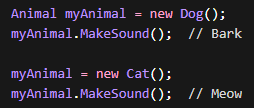 Animal myAnimal = new Dog();
myAnimal.MakeSound();  // Bark

myAnimal = new Cat();
myAnimal.MakeSound();  // Meow